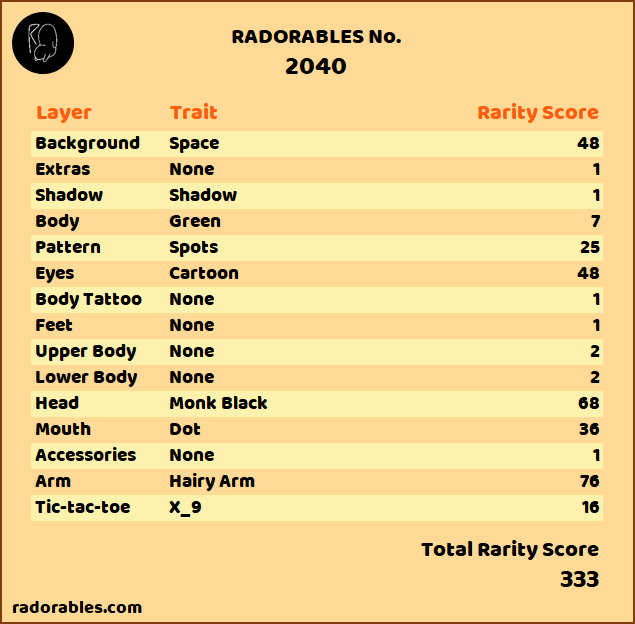 RADORABLES No.
2040
Layer Trait Rarity Score
Background Space 48
Extras None 1
Shadow Shadow 1
Body Green 7
Pattern Spots 25
Eyes Cartoon 48
Body Tattoo None 1
Feet None 1
Upper Body None 2
Lower Body None 2
Head Monk Black 68
Mouth Dot 36
Accessories None 1
Arm Hairy Arm 76
Tic-tac-toe X_9 16
Total Rarity Score
333
radorables.com